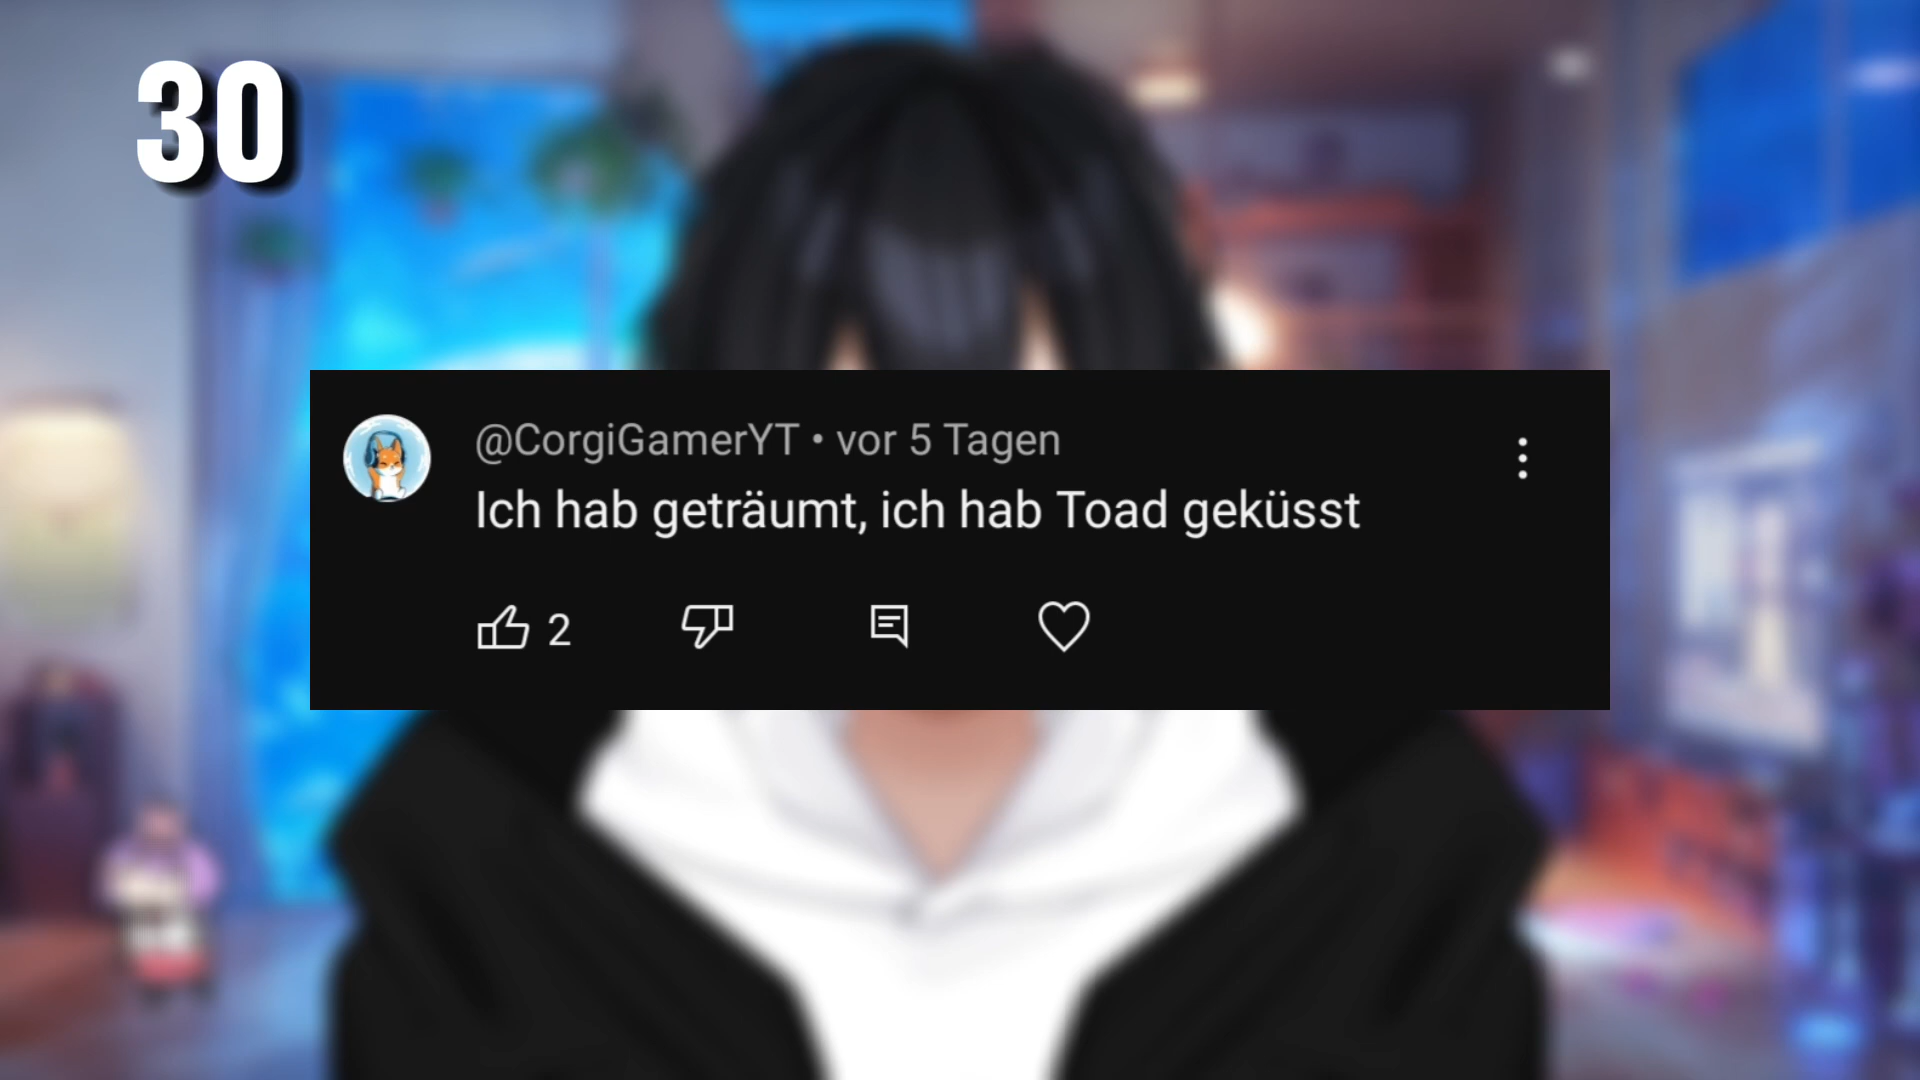 30
@CorgiGamerYT • vor 5 Tagen
Ich hab geträumt, ich hab Toad geküsst
2